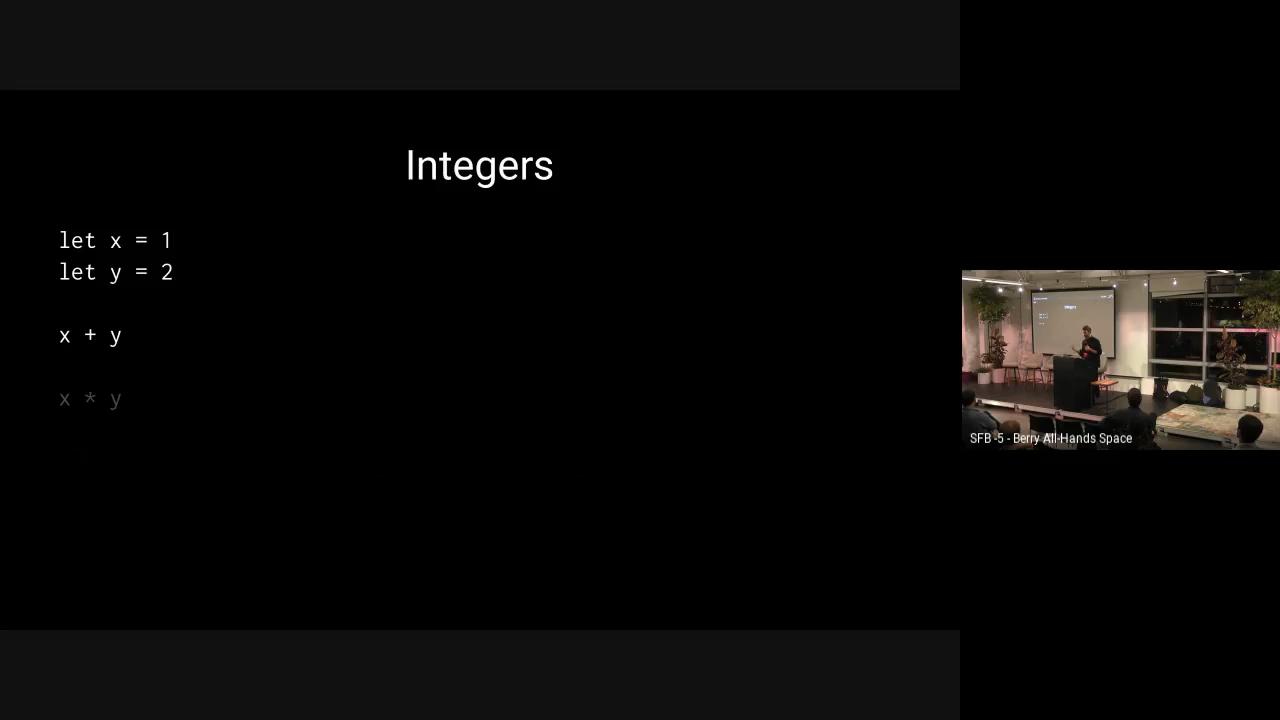 Integers
let x = 1
let y = 2
x + y
x * y
SFB -5 - Berry All-Hands Space